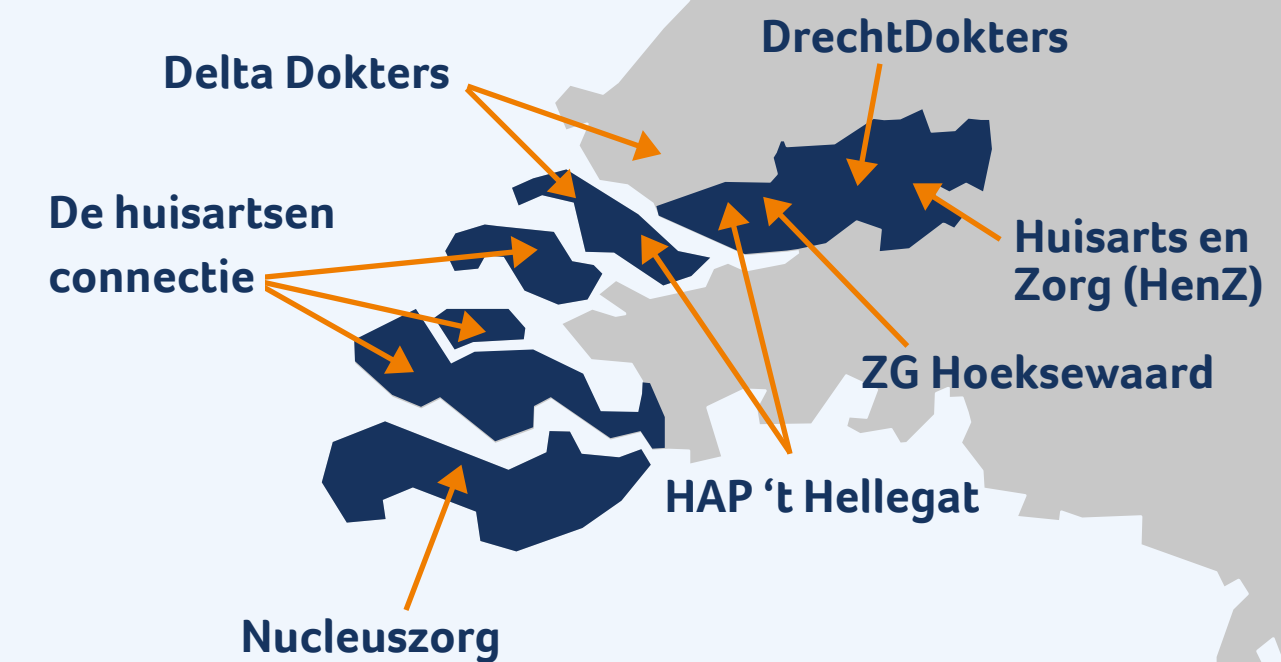 DrechtDokters
Delta Dokters
De huisartsen
connectie
Huisarts en
Zorg (HenZ)
ZG Hoeksewaard
HAP ‘t Hellegat
Nucleuszorg